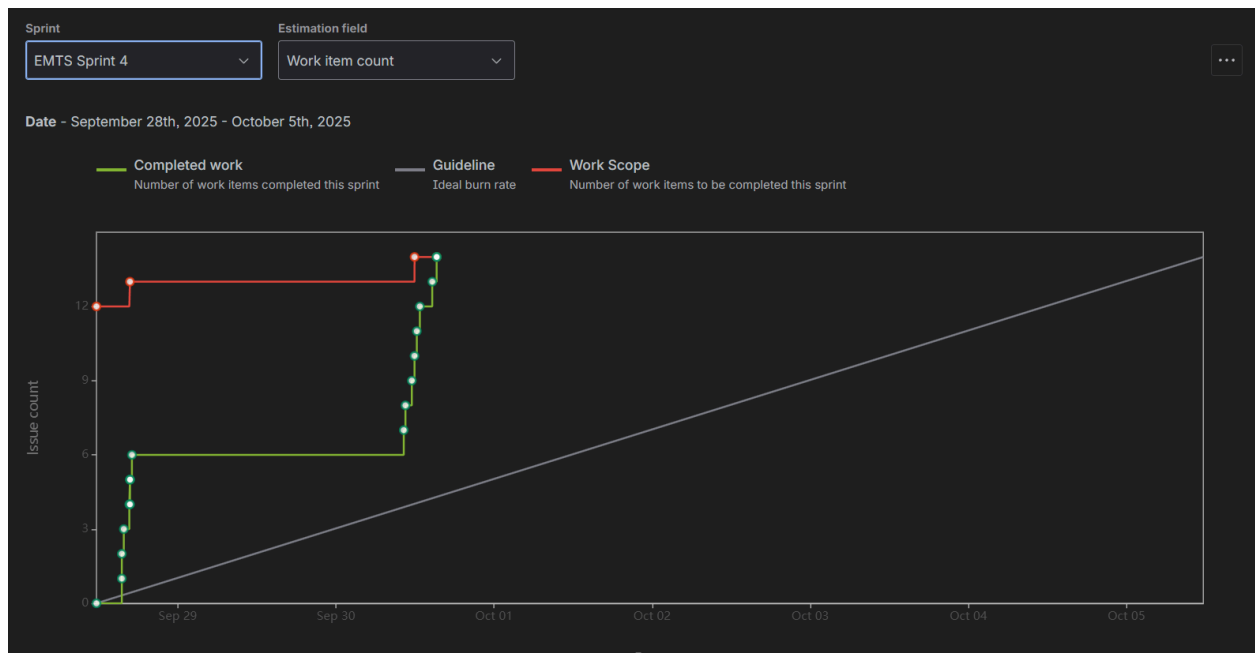 Sprint
Estimation field
EMTS Sprint 4
Work item count
Date - September 28th, 2025 - October 5th, 2025
Completed work
Number of work items completed this sprint
Guideline
Ideal burn rate
Work Scope
Number of work items to be completed this sprint
Issue count
12
9
6
3
0
Sep 29
Sep 30
Oct 01
Oct 02
Oct 03
Oct 04
Oct 05